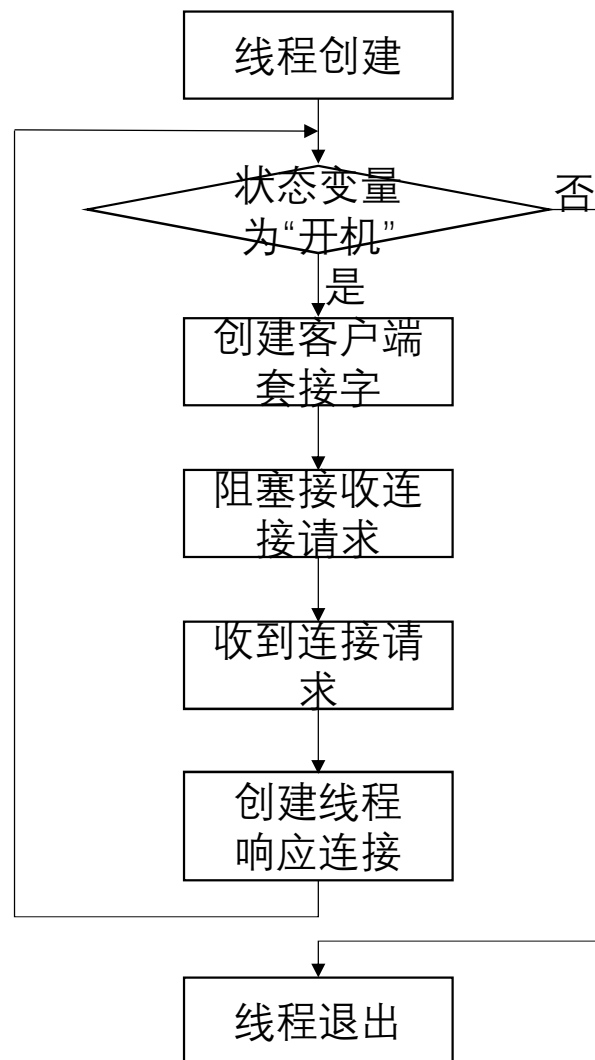 线程创建
状态变量
为“开机”
否
是
创建客户端
套接字
阻塞接收连
接请求
收到连接请
求
创建线程
响应连接
线程退出